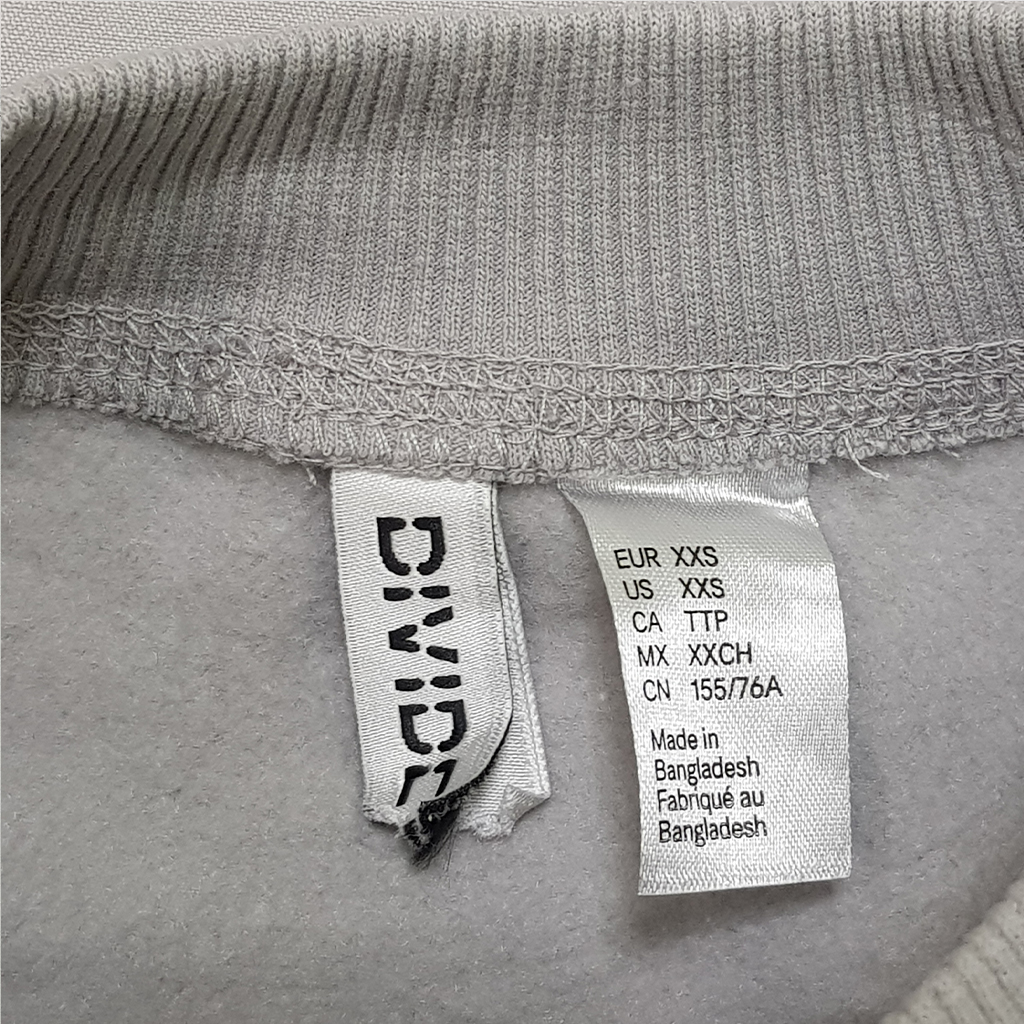 DIVIDE
EUR XXS
US XXS
CA TTP
MX XXCH
CN 155/76A
Made in
Bangladesh
Fabriqué au
Bangladesh